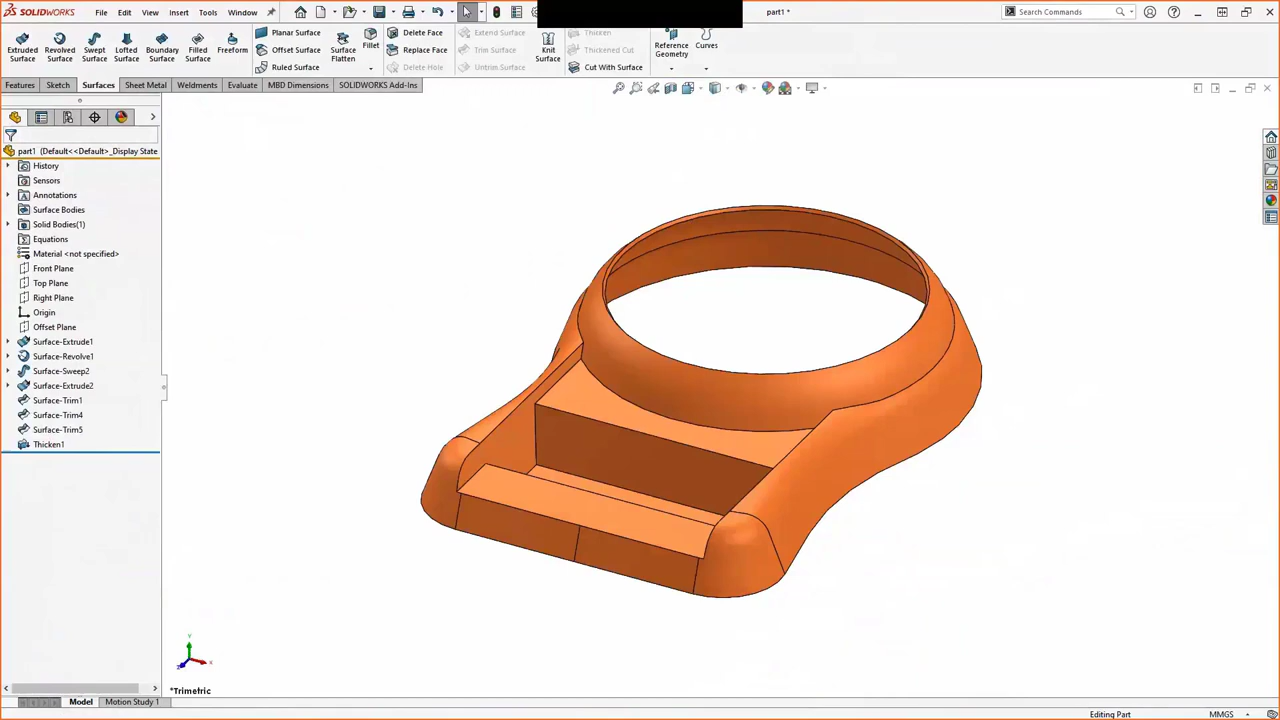 SOLIDWORKS File Edit View Insert Tools Window part1 * Search Commands
Extruded Surface
Revolved Surface
Swept Surface
Lofted Surface
Boundary Surface
Filled Surface
Freeform
Planar Surface
Offset Surface
Ruled Surface
Surface Flatten
Fillet
Delete Face
Replace Face
Delete Hole
Extend Surface
Trim Surface
Untrim Surface
Knit Surface
Thicken
Thickened Cut
Cut With Surface
Reference Geometry
Curves
Features Sketch Surfaces Sheet Metal Weldments Evaluate MBD Dimensions SOLIDWORKS Add-Ins
part1 (Default<<Default>_Display State
History
Sensors
Annotations
Surface Bodies
Solid Bodies(1)
Equations
Material <not specified>
Front Plane
Top Plane
Right Plane
Origin
Offset Plane
Surface-Extrude1
Surface-Revolve1
Surface-Sweep2
Surface-Extrude2
Surface-Trim1
Surface-Trim4
Surface-Trim5
Thicken1
Y
X
Z
*Trimetric
Model Motion Study 1
Editing Part MMGS